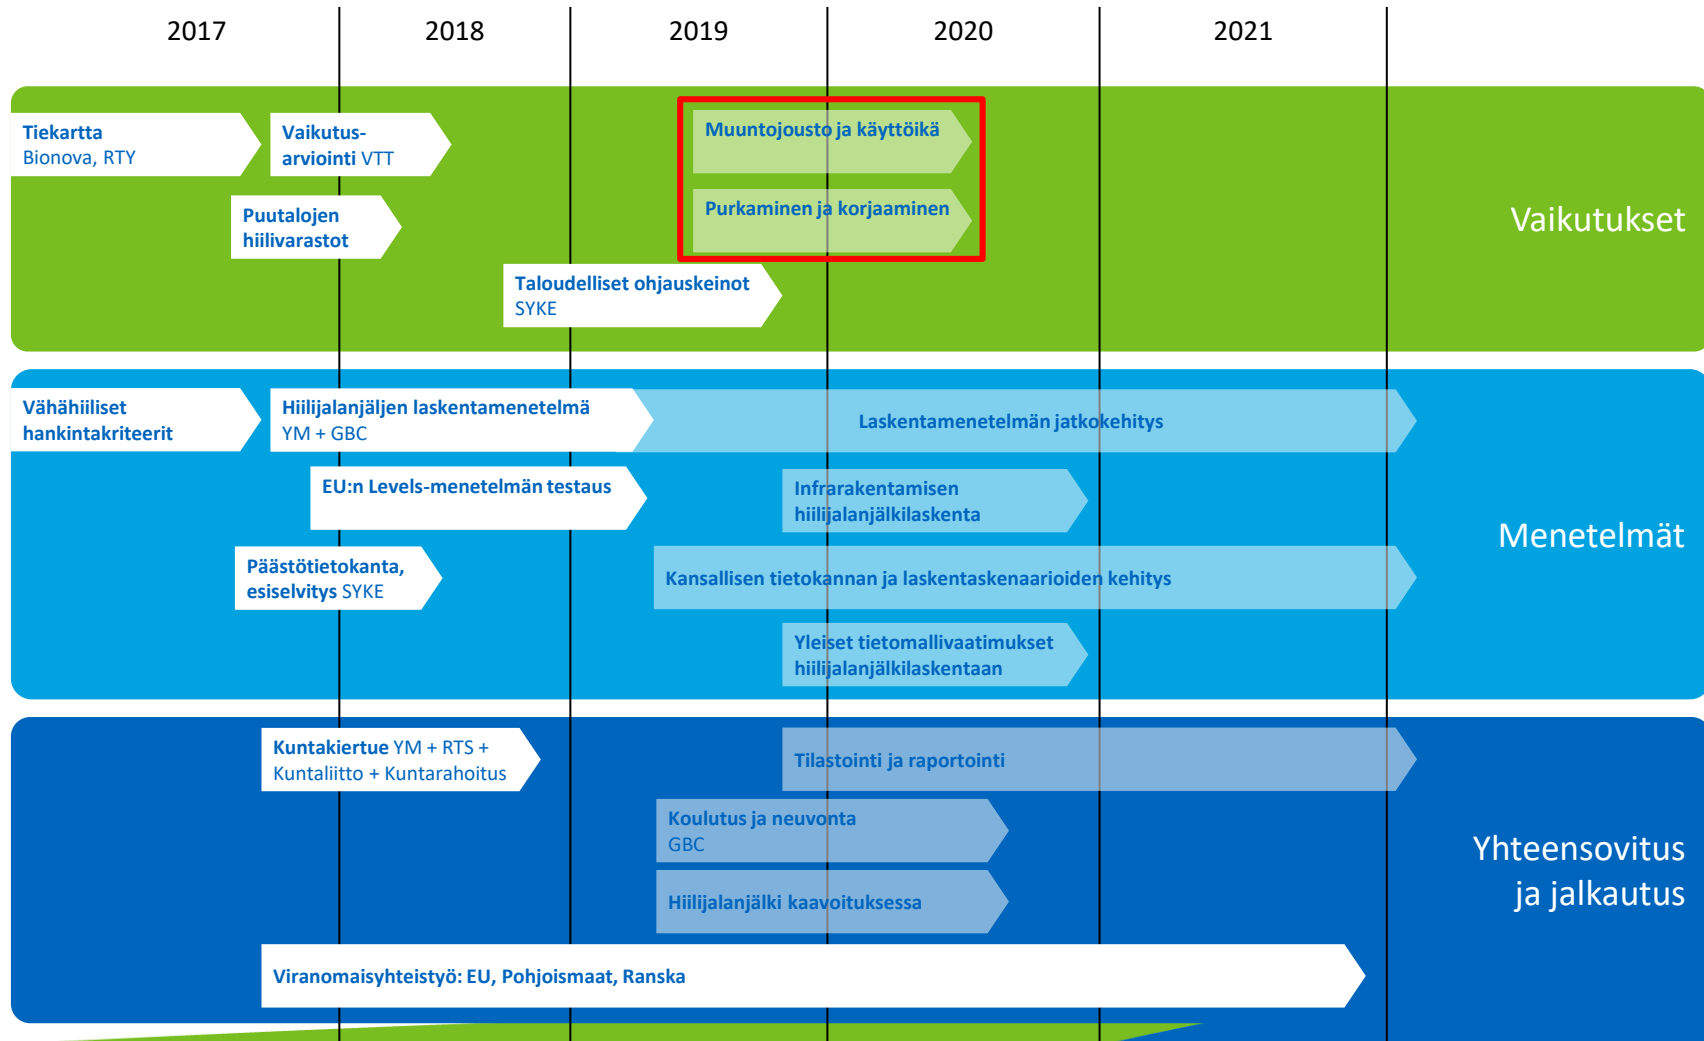 2017
2018
2019
2020
2021
Tiekartta
Bionova, RTY
Vaikutus-
arviointi VTT
Muuntojousto ja käyttöikä
Puutalojen
hiilivarastot
Purkaminen ja korjaaminen
Taloudelliset ohjauskeinot
SYKE
Vaikutukset
Vähähiiliset
hankintakriteerit
Hiilijalanjäljen laskentamenetelmä
YM + GBC
Laskentamenetelmän jatkokehitys
EU:n Levels-menetelmän testaus
Infrarakentamisen
hiilijalanjälkilaskenta
Päästötietokanta,
esiselvitys SYKE
Kansallisen tietokannan ja laskentaskenaarioiden kehitys
Yleiset tietomallivaatimukset
hiilijalanjälkilaskentaan
Menetelmät
Kuntakiertue YM + RTS +
Kuntaliitto + Kuntarahoitus
Tilastointi ja raportointi
Koulutus ja neuvonta
GBC
Hiilijalanjälki kaavoituksessa
Viranomaisyhteistyö: EU, Pohjoismaat, Ranska
Yhteensovitus
ja jalkautus